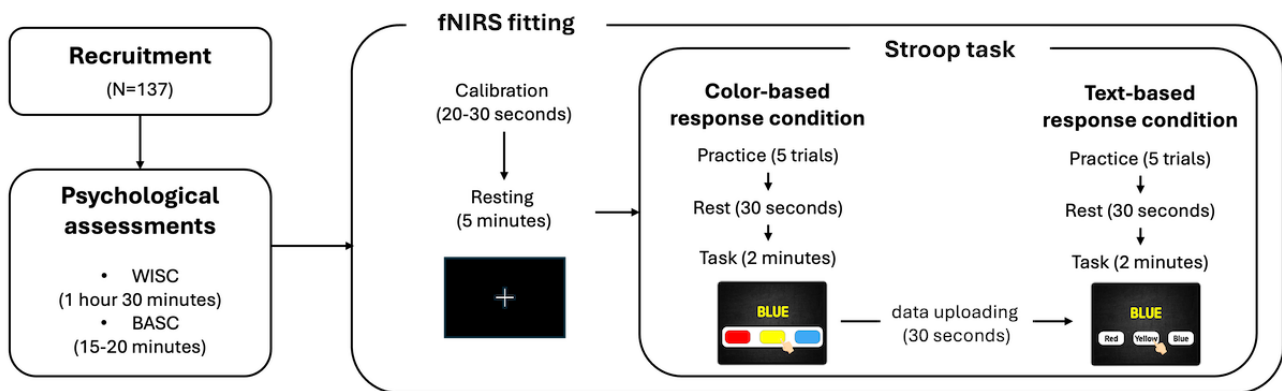 Recruitment
(N=137)
Psychological
assessments
• WISC
(1 hour 30 minutes)
• BASC
(15-20 minutes)
fNIRS fitting
Calibration
(20-30 seconds)
Resting
(5 minutes)
Stroop task
Color-based
response condition
Practice (5 trials)
Rest (30 seconds)
Task (2 minutes)
BLUE
data uploading
(30 seconds)
Text-based
response condition
Practice (5 trials)
Rest (30 seconds)
Task (2 minutes)
BLUE
Red Yellow Blue